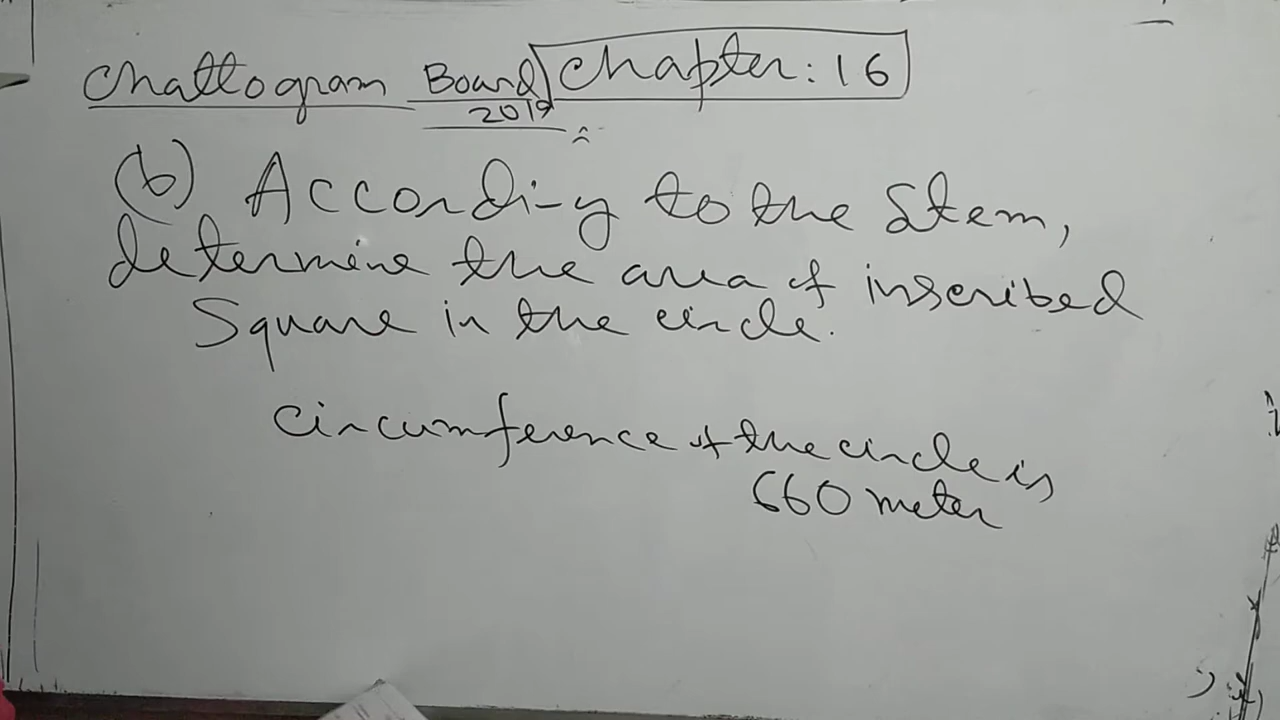 Chattogram Board Chapter: 16
2019
(b) According to the Stem,
determine the area of inscribed
Square in the circle.
circumference of the circle is
660 meter